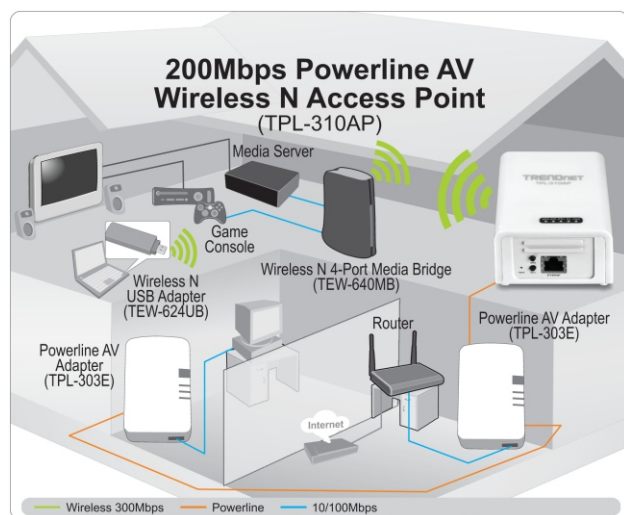 200Mbps Powerline AV
Wireless N Access Point
(TPL-310AP)
Media Server
TRENDNET
TPL-310AP
Game
Console
Wireless N
USB Adapter
(TEW-624UB)
Wireless N 4-Port Media Bridge
(TEW-640MB)
Router
Powerline AV Adapter
(TPL-303E)
Powerline AV
Adapter
(TPL-303E)
Internet
Wireless 300Mbps
Powerline
10/100Mbps